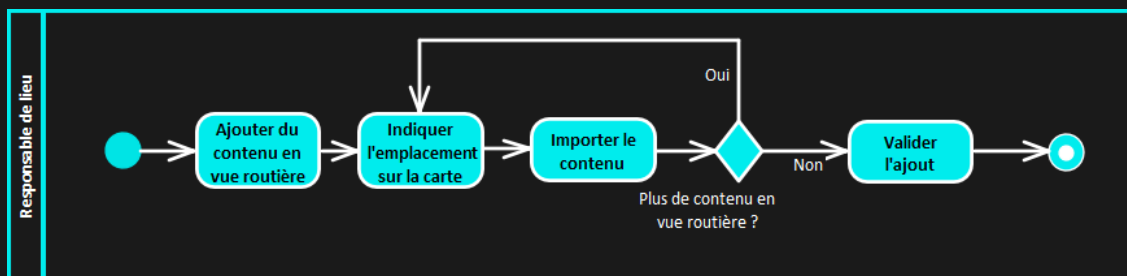 Responsable de lieu
Ajouter du
contenu en
vue routière
Indiquer
l'emplacement
sur la carte
Importer le
contenu
Oui
Plus de contenu en
vue routière ?
Non
Valider
l'ajout